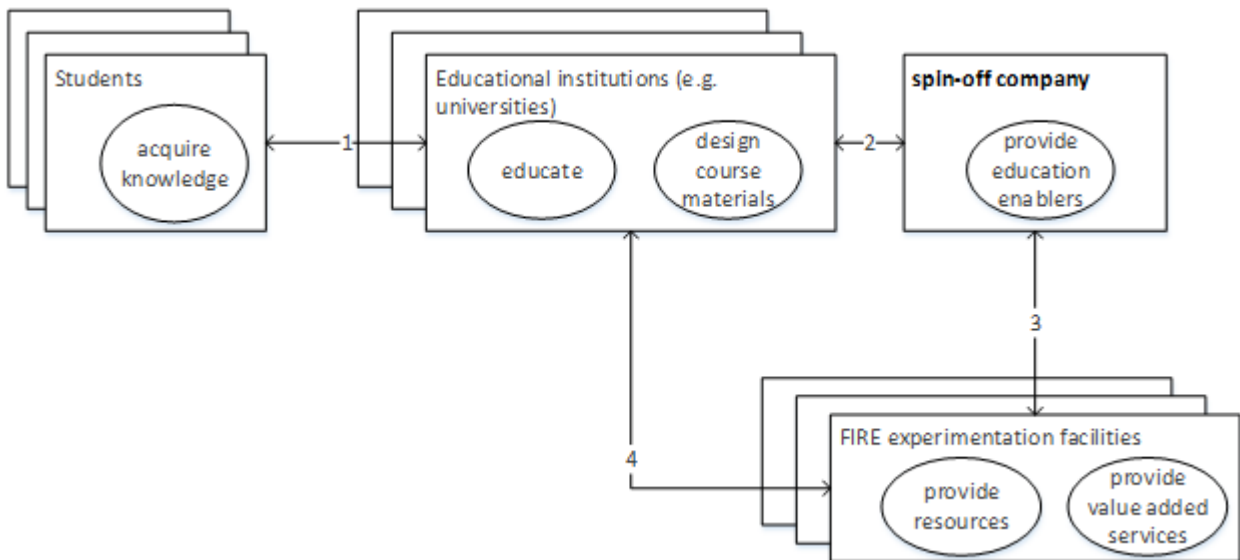 Students
acquire
knowledge
1
Educational institutions (e.g.
universities)
educate
design
course
materials
2
spin-off company
provide
education
enablers
3
4
FIRE experimentation facilities
provide
resources
provide
value added
services